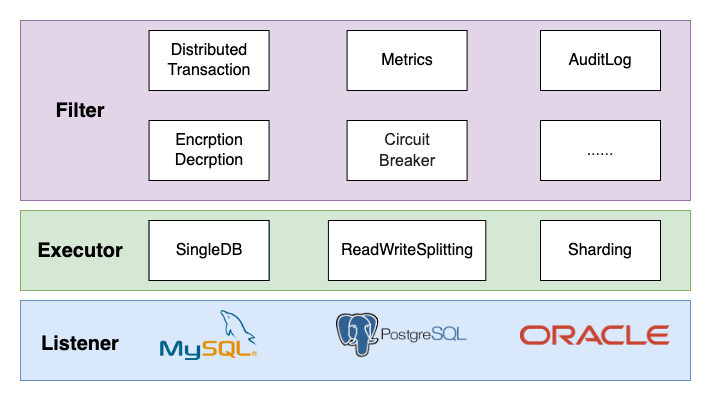 Distributed
Transaction
Metrics
AuditLog
Filter
Encrption
Decrption
Circuit
Breaker
......
Executor
SingleDB
ReadWriteSplitting
Sharding
Listener
MySQL®
PostgreSQL
ORACLE